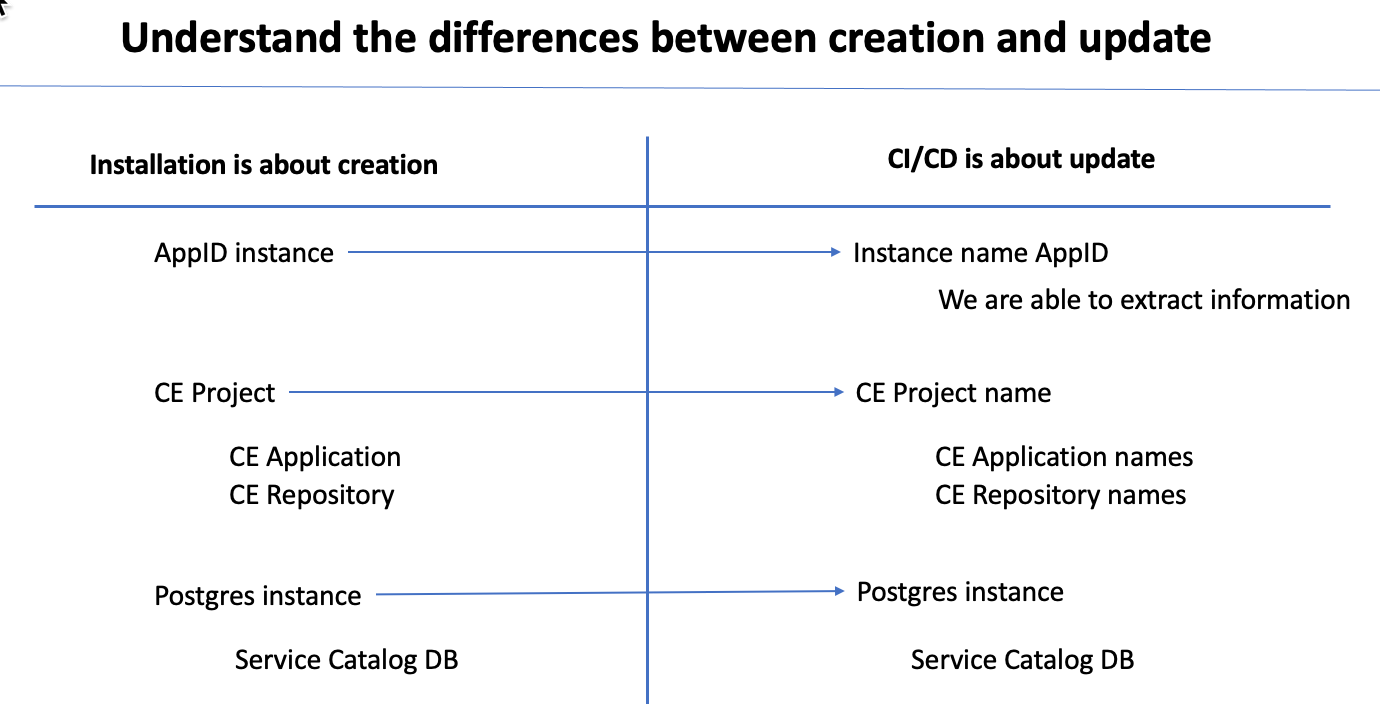 Understand the differences between creation and update
Installation is about creation
CI/CD is about update
AppID instance
Instance name AppID
We are able to extract information
CE Project
CE Project name
CE Application
CE Application names
CE Repository
CE Repository names
Postgres instance
Postgres instance
Service Catalog DB
Service Catalog DB